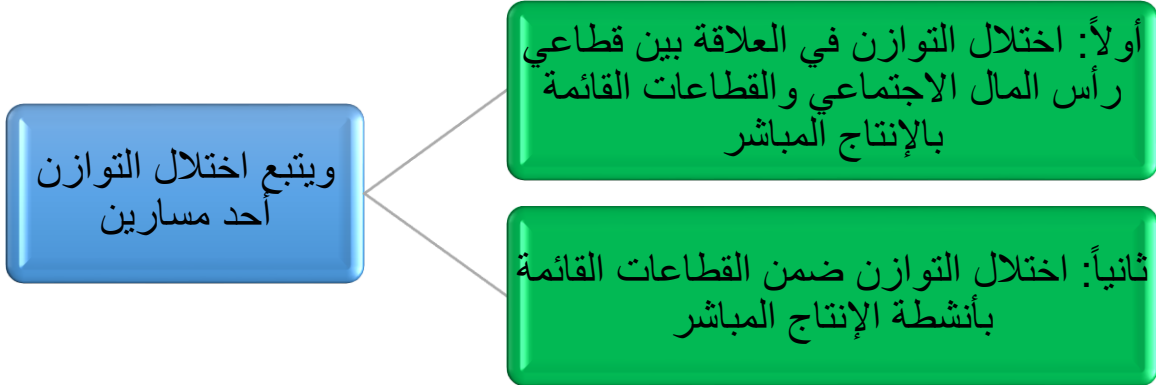 أولاً: اختلال التوازن في العلاقة بين قطاعي
رأس المال الاجتماعي والقطاعات القائمة
بالإنتاج المباشر
ويتبع اختلال التوازن
أحد مسارين
ثانياً: اختلال التوازن ضمن القطاعات القائمة
بأنشطة الإنتاج المباشر